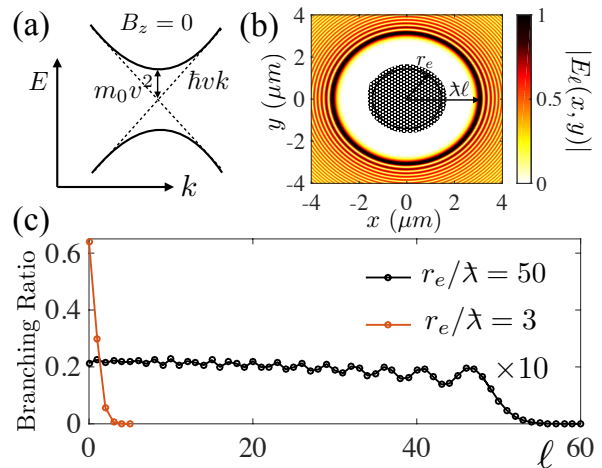 (a)
B_z = 0
E
m_0v^2
ħvk
k
(b)
4
2
0
-2
-4
y (μm)
r_e
ƛℓ
-4 -2 0 2 4
x (μm)
1
0.5
0
|E_ℓ(x, y)|
(c)
0.6
0.4
0.2
0
Branching Ratio
r_e/ƛ = 50
r_e/ƛ = 3
×10
0 20 40 60
ℓ